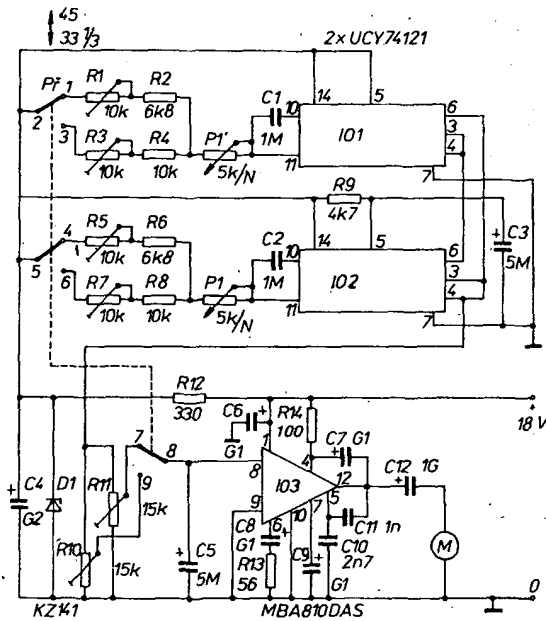 45
33 1/3
2×UCY74121
Př 1
R1
R2
C1
10
14
5
6
2
10k
6k8
1M
IO1
3
3
R3
R4
P1'
11
4
10k
10k
5k/N
7
R9
4k7
4
R5
R6
C2
10
14
5
6
C3
5
10k
6k8
1M
IO2
3
5M
6
R7
R8
P1
11
4
10k
10k
5k/N
7
R12
330
C6
G1
R14
100
C7 G1
18 V
7
8
1
4
12
C12 1G
C4
G2
D1
R11
9
15k
8
9
IO3
5
10
7
6
C11 1n
R10
15k
C5
5M
C8
G1
R13
56
C9
G1
C10
2n7
M
0
KZ141
MBA810DAS